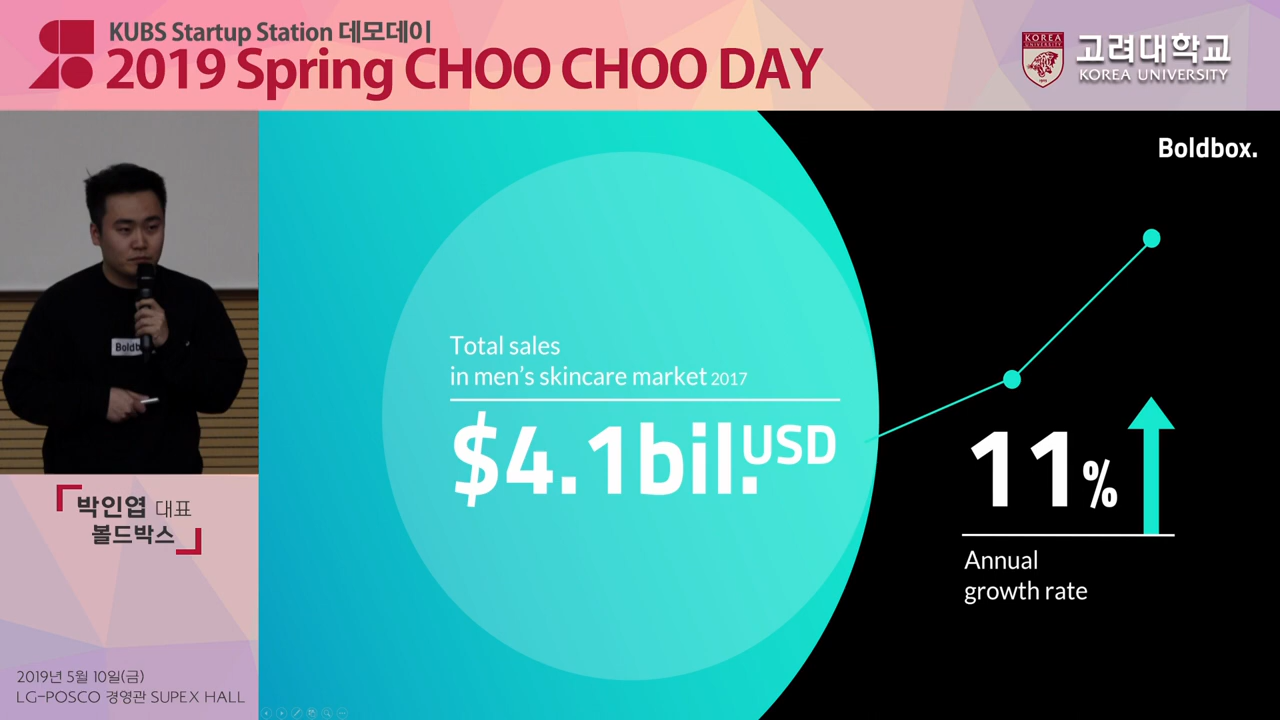 KUBS Startup Station 데모데이
2019 Spring CHOO CHOO DAY
KOREA
UNIVERSITY
고려대학교
KOREA UNIVERSITY
Boldbox.
Total sales
in men's skincare market 2017
$4.1bil.USD
11%
Annual
growth rate
Boldb
박인엽 대표
볼드박스
2019년 5월 10일(금)
LG-POSCO 경영관 SUPEX HALL